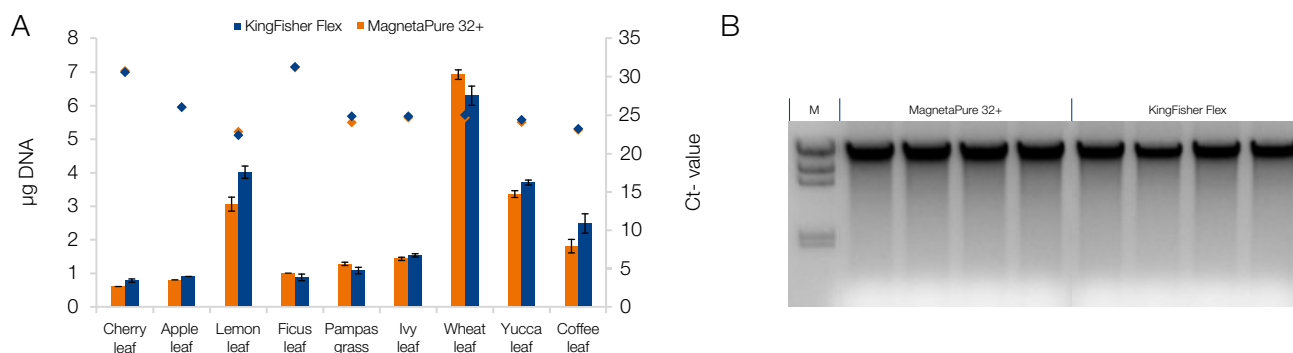 A
KingFisher Flex MagnetaPure 32+
8
7
6
5
4
3
2
1
0
µg DNA
35
30
25
20
15
10
5
0
Ct- value
Cherry leaf
Apple leaf
Lemon leaf
Ficus leaf
Pampas grass
Ivy leaf
Wheat leaf
Yucca leaf
Coffee leaf
B
M MagnetaPure 32+ KingFisher Flex